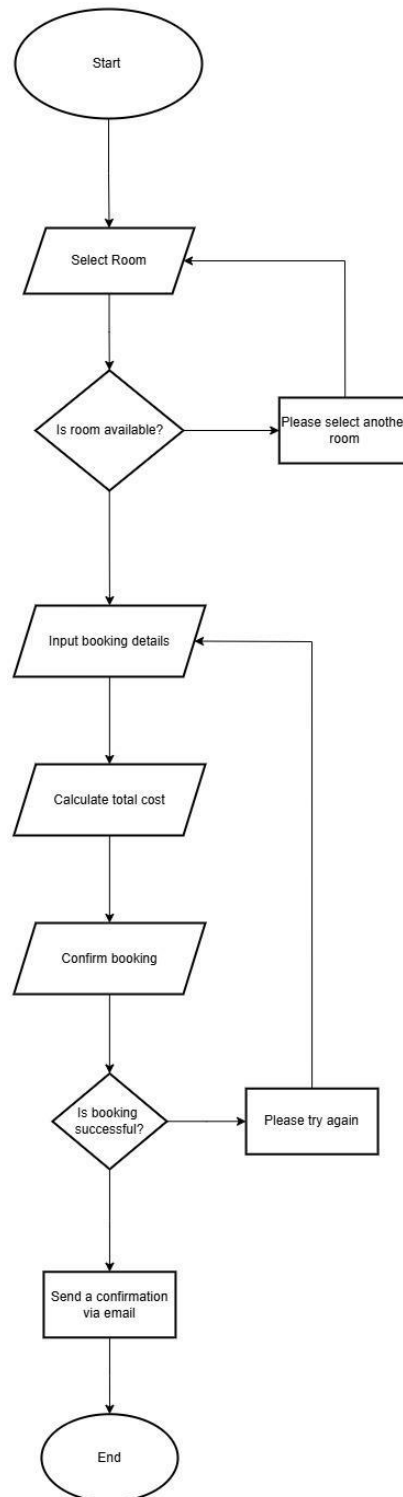 Start
Select Room
Is room available?
Please select anothe
room
Input booking details
Calculate total cost
Confirm booking
Is booking
successful?
Please try again
Send a confirmation
via email
End